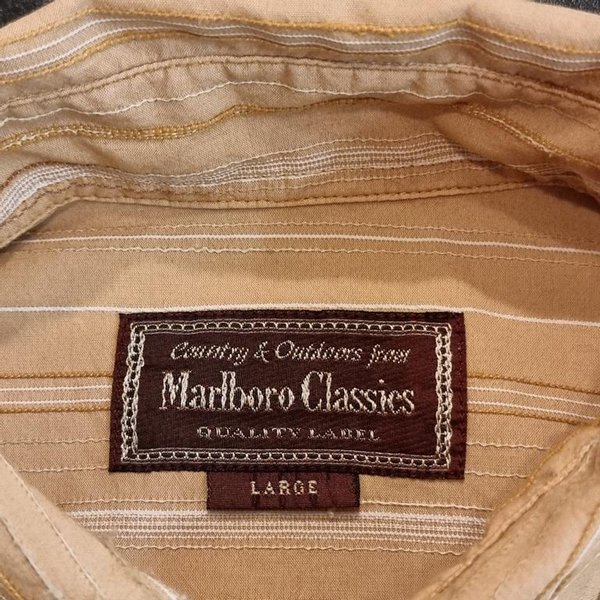 Country & Outdoors from
Marlboro Classics
QUALITY LABEL
LARGE